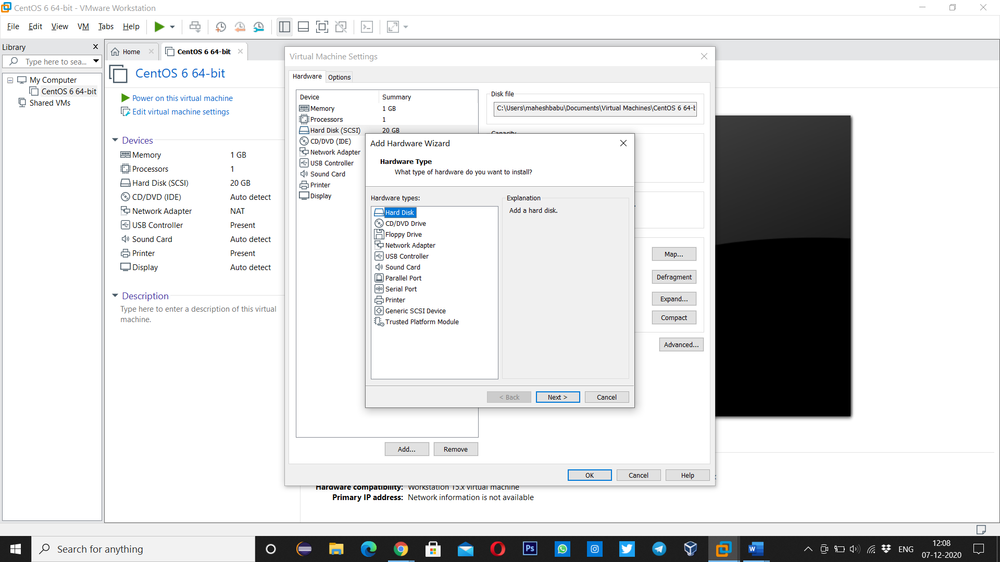 CentOS 6 64-bit - VMware Workstation
File Edit View VM Tabs Help
Library
Type here to sea...
My Computer
CentOS 6 64-bit
Shared VMs
Home
CentOS 6 64-bit
CentOS 6 64-bit
Power on this virtual machine
Edit virtual machine settings
Devices
Memory 1 GB
Processors 1
Hard Disk (SCSI) 20 GB
CD/DVD (IDE) Auto detect
Network Adapter NAT
USB Controller Present
Sound Card Auto detect
Printer Present
Display Auto detect
Description
Type here to enter a description of this virtual
machine.
Virtual Machine Settings
Hardware Options
Device Summary
Memory 1 GB
Processors 1
Hard Disk (SCSI) 20 GB
CD/DVD (IDE)
Network Adapter
USB Controller
Sound Card
Printer
Display
Disk file
C:\Users\maheshbabu\Documents\Virtual Machines\CentOS 6 64-b
Capacity
Map...
Defragment
Expand...
Compact
Advanced...
Add Hardware Wizard
Hardware Type
What type of hardware do you want to install?
Hardware types:
Hard Disk
CD/DVD Drive
Floppy Drive
Network Adapter
USB Controller
Sound Card
Parallel Port
Serial Port
Printer
Generic SCSI Device
Trusted Platform Module
Explanation
Add a hard disk.
< Back Next > Cancel
Add... Remove
OK Cancel Help
Hardware compatibility: Workstation 15.x virtual machine
Primary IP address: Network information is not available
Search for anything
Ps
W
ENG
12:08
07-12-2020